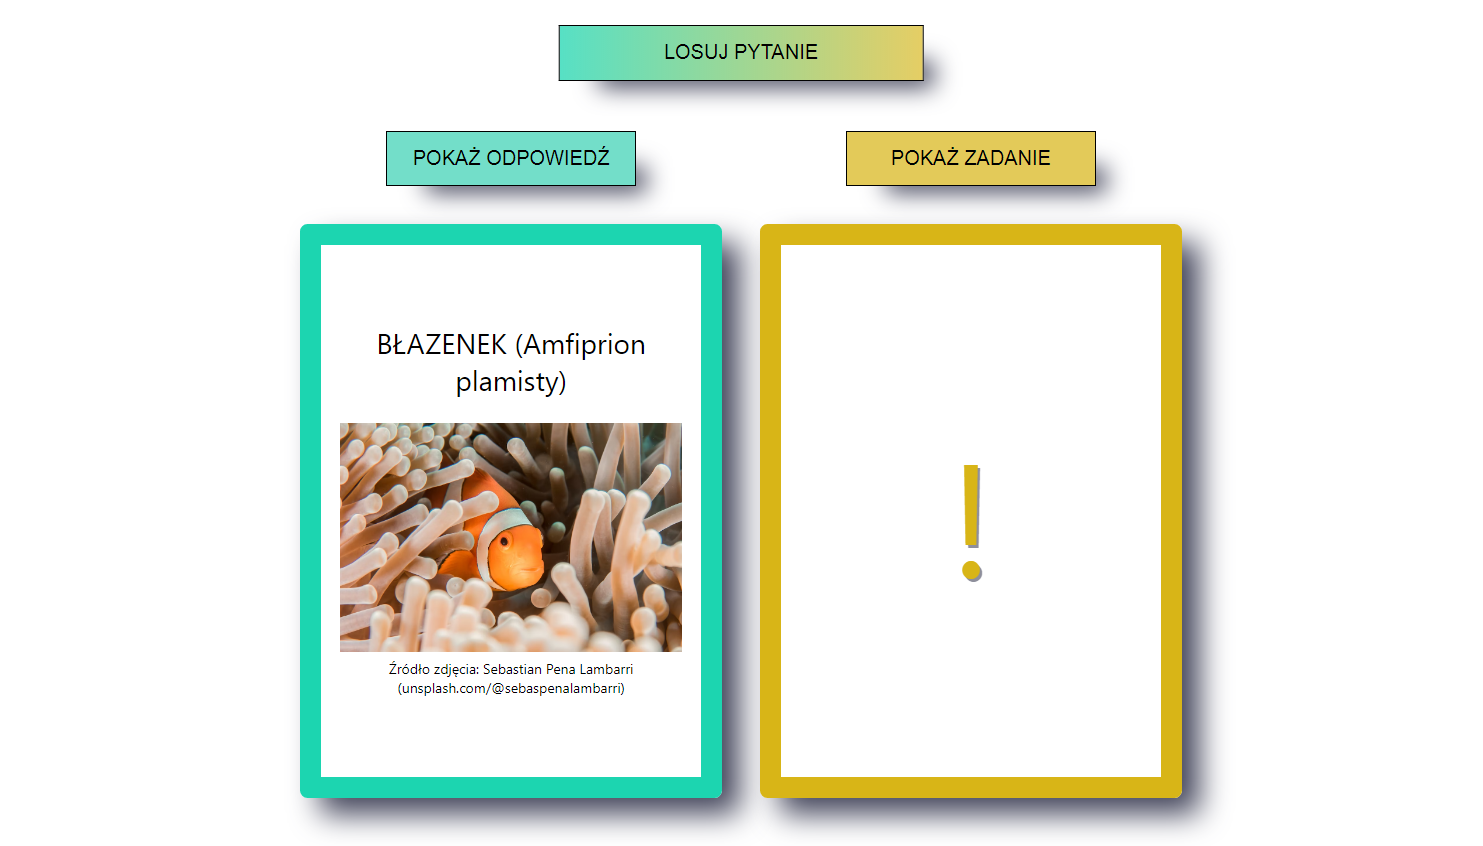 LOSUJ PYTANIE
POKAŻ ODPOWIEDŹ
POKAŻ ZADANIE
BŁAZENEK (Amfiprion
plamisty)
Źródło zdjęcia: Sebastian Pena Lambarri
(unsplash.com/@sebaspenalambarri)
!